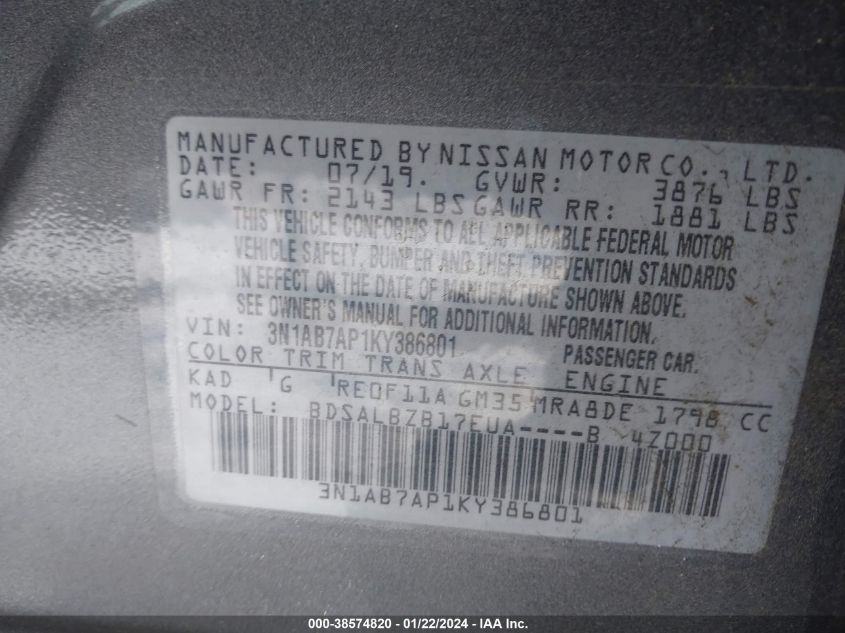 MANUFACTURED BY NISSAN MOTOR CO., LTD.
DATE: 07/19. GVWR: 3876 LBS
GAWR FR: 2143 LBS GAWR RR: 1881 LBS
THIS VEHICLE CONFORMS TO ALL APPLICABLE FEDERAL MOTOR
VEHICLE SAFETY, BUMPER AND THEFT PREVENTION STANDARDS
IN EFFECT ON THE DATE OF MANUFACTURE SHOWN ABOVE.
SEE OWNER'S MANUAL FOR ADDITIONAL INFORMATION.
VIN: 3N1AB7AP1KY386801 PASSENGER CAR.
COLOR TRIM TRANS AXLE ENGINE
KAD G RE0F11A GM35 MRA8DE 1798 CC
MODEL: BDSALBZB17EUA----B 4Z000
3N1AB7AP1KY386801
000-38574820 - 01/22/2024 - IAA Inc.